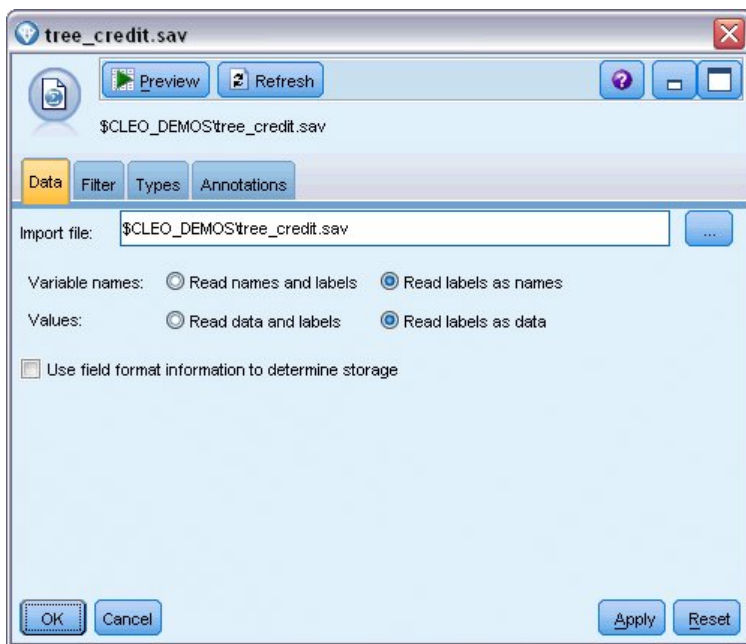 tree_credit.sav
Preview Refresh
$CLEO_DEMOS\tree_credit.sav
Data Filter Types Annotations
Import file: $CLEO_DEMOS\tree_credit.sav ...
Variable names: Read names and labels Read labels as names
Values: Read data and labels Read labels as data
Use field format information to determine storage
OK Cancel Apply Reset